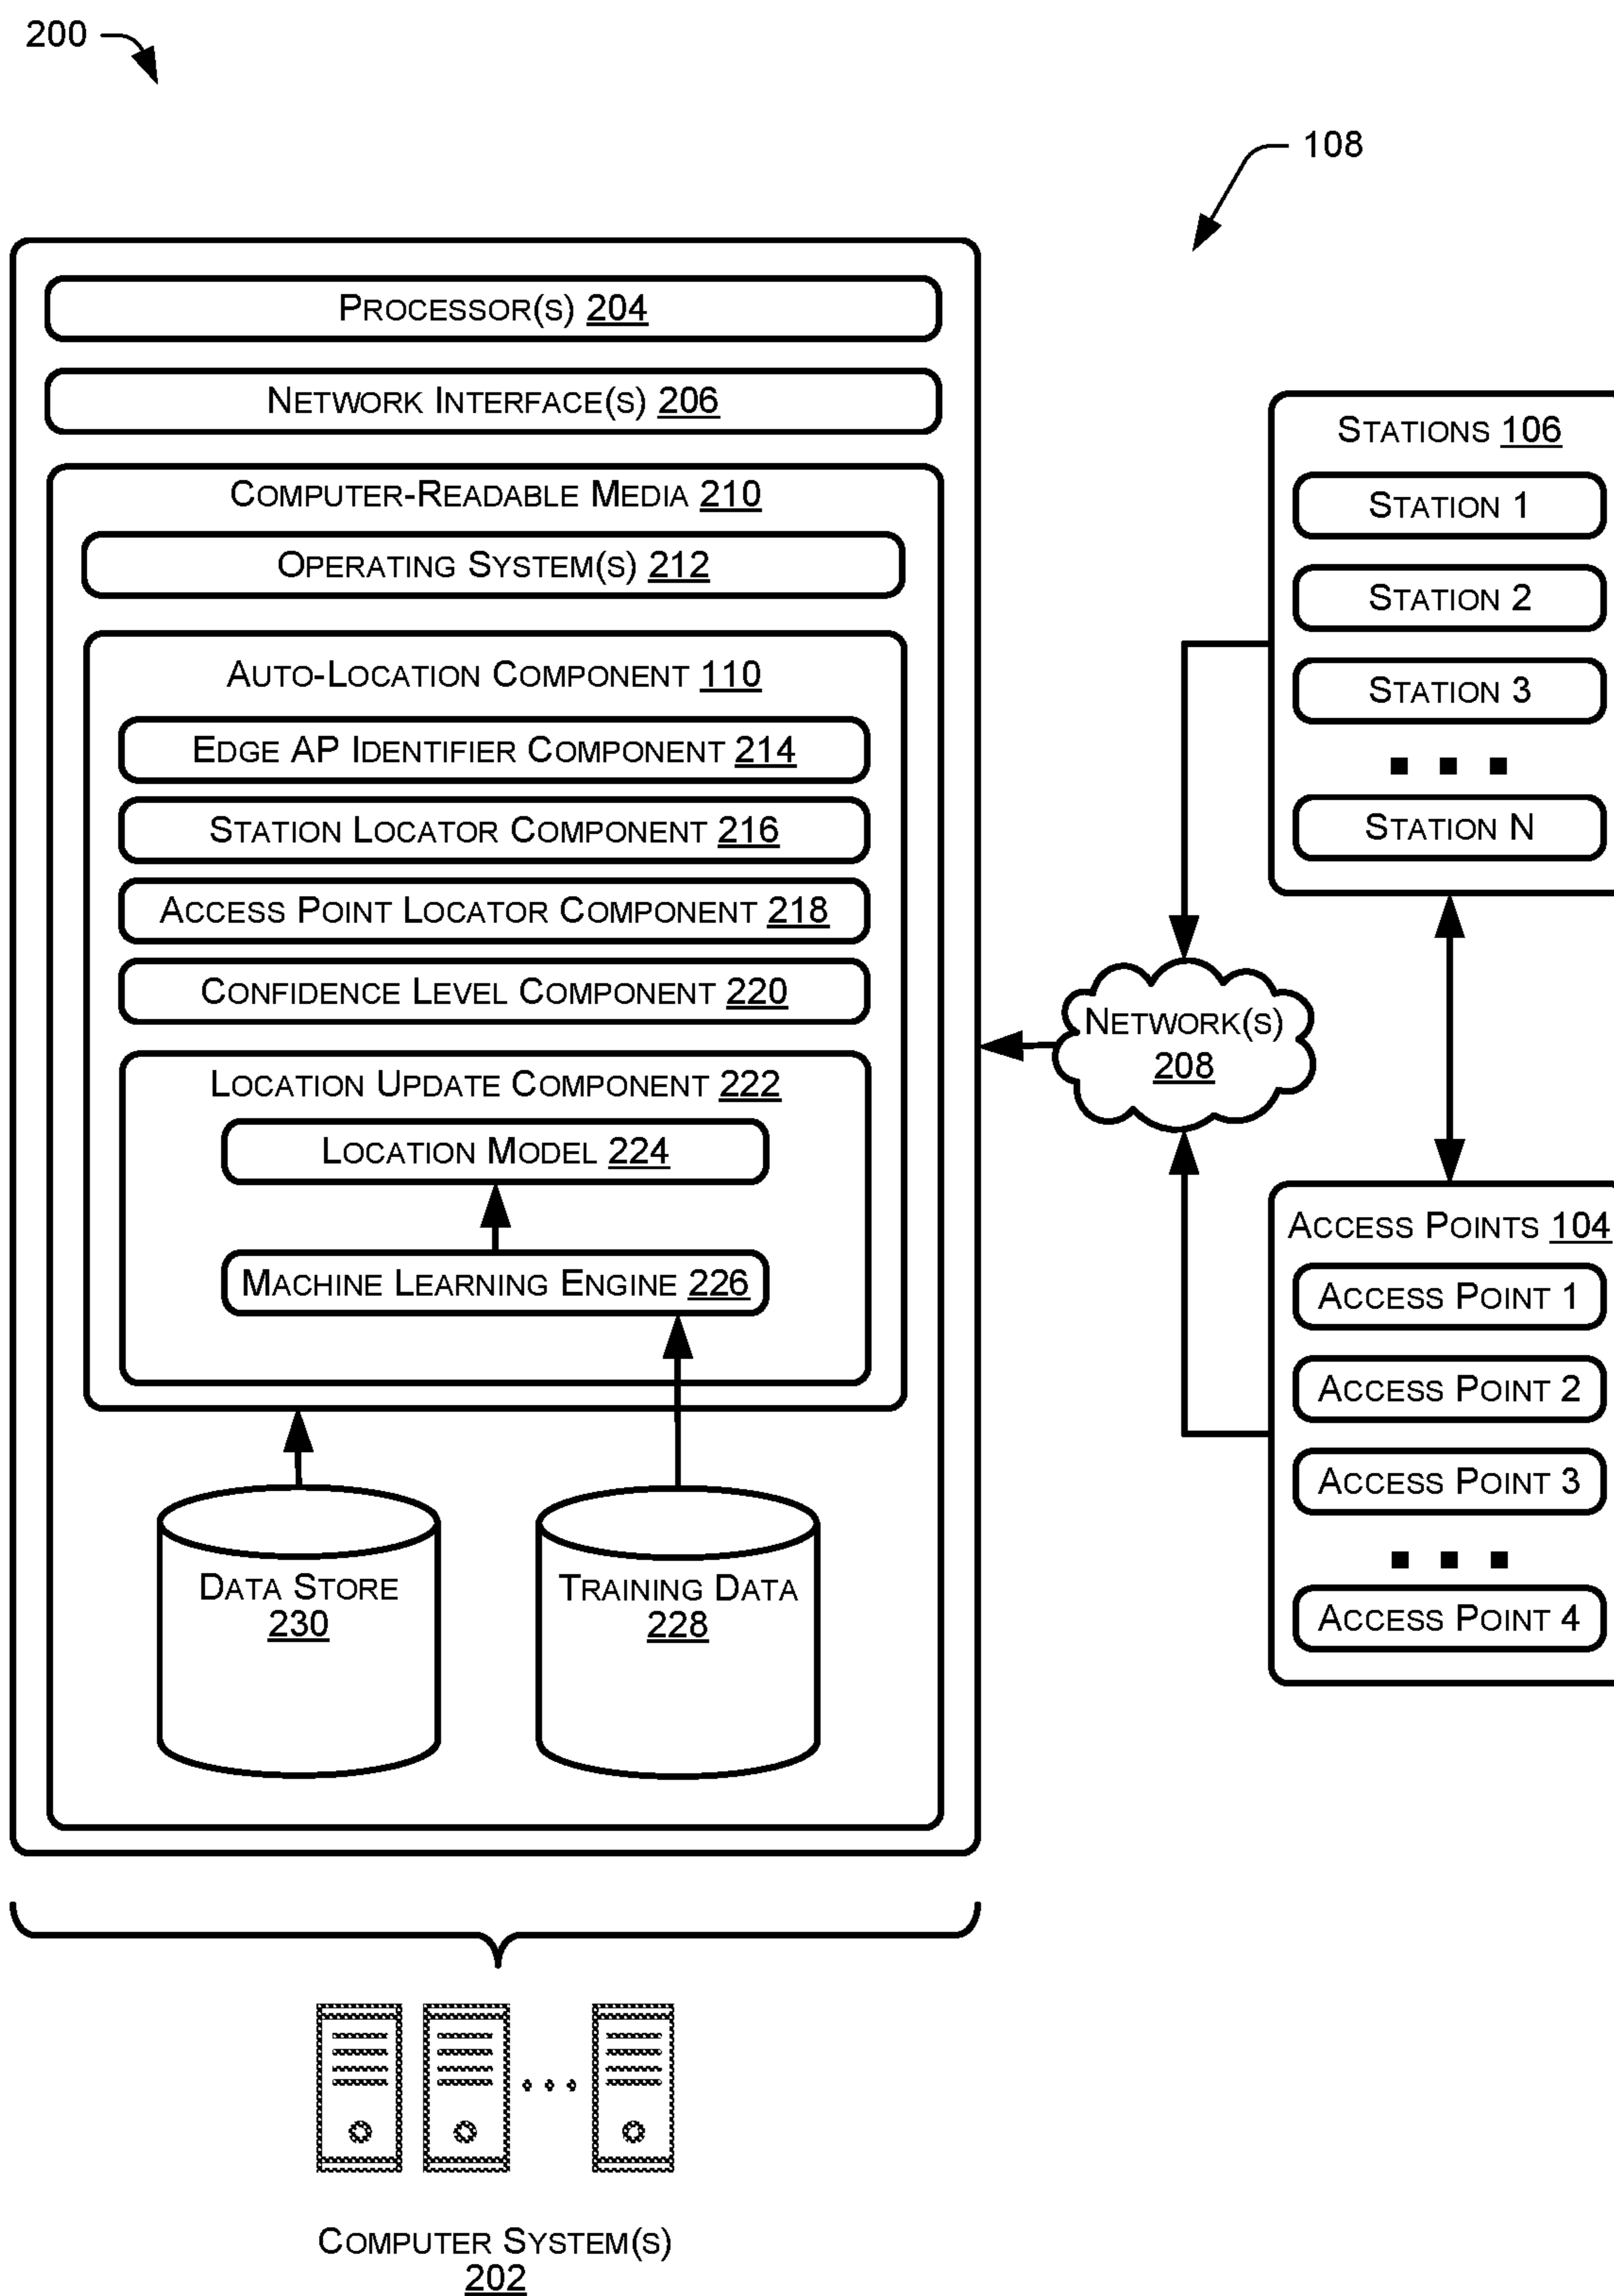 200
108
PROCESSOR(S) 204
NETWORK INTERFACE(S) 206
COMPUTER-READABLE MEDIA 210
OPERATING SYSTEM(S) 212
AUTO-LOCATION COMPONENT 110
EDGE AP IDENTIFIER COMPONENT 214
STATION LOCATOR COMPONENT 216
ACCESS POINT LOCATOR COMPONENT 218
CONFIDENCE LEVEL COMPONENT 220
LOCATION UPDATE COMPONENT 222
LOCATION MODEL 224
MACHINE LEARNING ENGINE 226
DATA STORE
230
TRAINING DATA
228
COMPUTER SYSTEM(S)
202
NETWORK(S)
208
STATIONS 106
STATION 1
STATION 2
STATION 3
STATION N
ACCESS POINTS 104
ACCESS POINT 1
ACCESS POINT 2
ACCESS POINT 3
ACCESS POINT 4